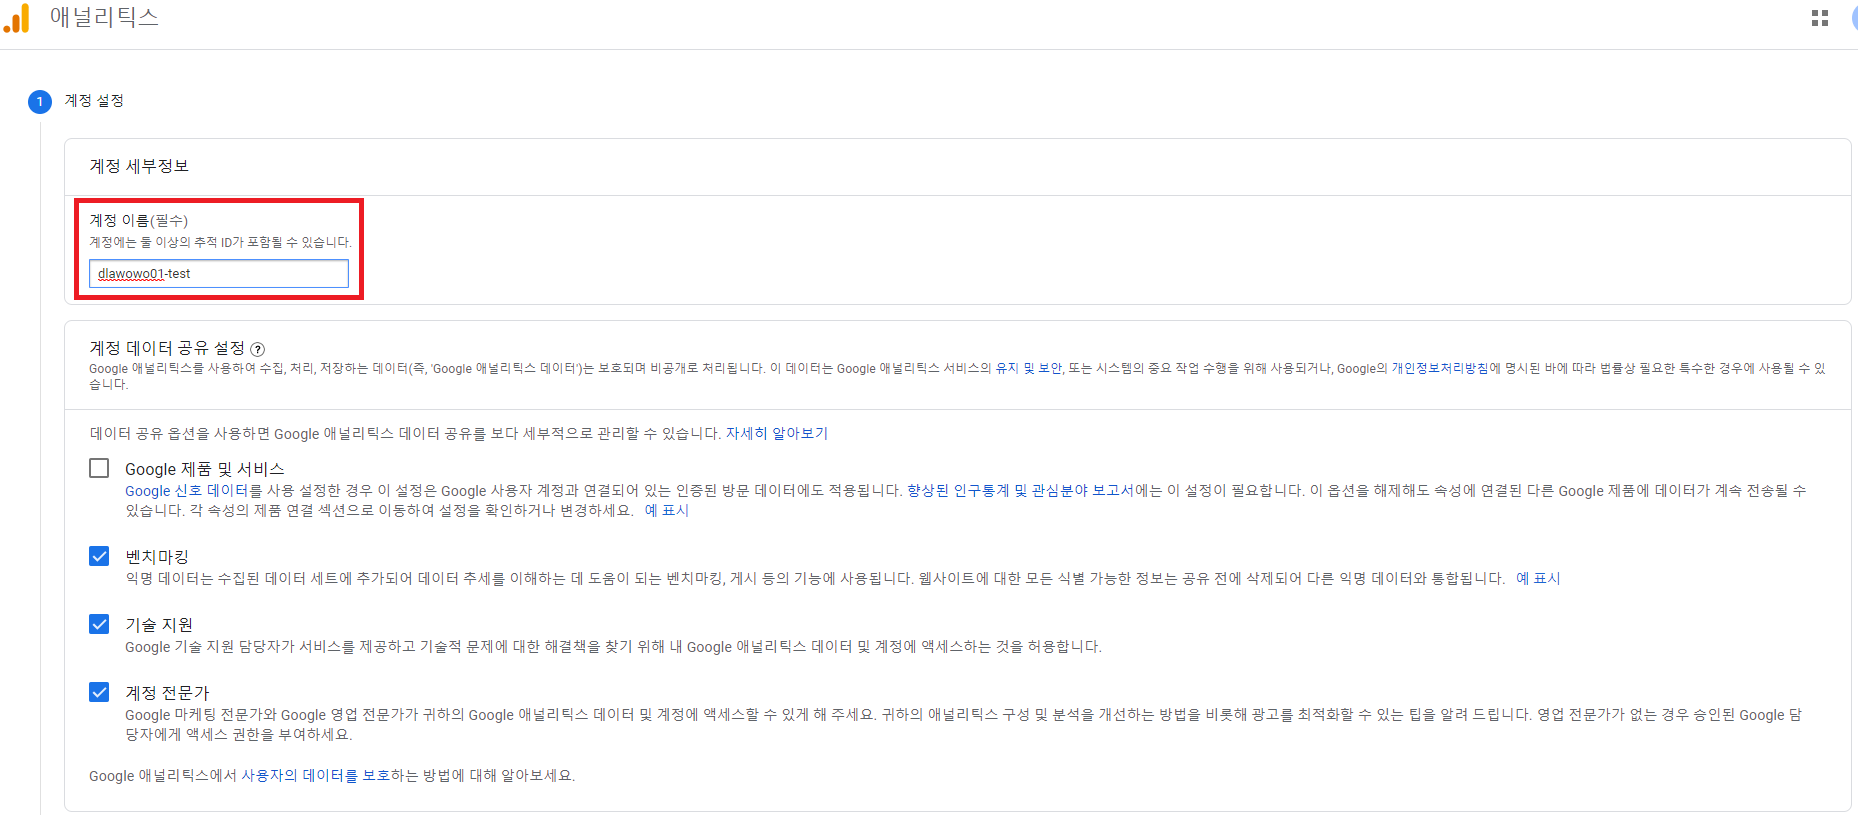 애널리틱스
1 계정 설정
계정 세부정보
계정 이름(필수)
계정에는 둘 이상의 추적 ID가 포함될 수 있습니다.
dlawowo01-test
계정 데이터 공유 설정 ?
Google 애널리틱스를 사용하여 수집, 처리, 저장하는 데이터(즉, 'Google 애널리틱스 데이터')는 보호되며 비공개로 처리됩니다. 이 데이터는 Google 애널리틱스 서비스의 유지 및 보안, 또는 시스템의 중요 작업 수행을 위해 사용되거나, Google의 개인정보처리방침에 명시된 바에 따라 법률상 필요한 특수한 경우에 사용될 수 있
습니다.
데이터 공유 옵션을 사용하면 Google 애널리틱스 데이터 공유를 보다 세부적으로 관리할 수 있습니다. 자세히 알아보기
Google 제품 및 서비스
Google 신호 데이터를 사용 설정한 경우 이 설정은 Google 사용자 계정과 연결되어 있는 인증된 방문 데이터에도 적용됩니다. 향상된 인구통계 및 관심분야 보고서에는 이 설정이 필요합니다. 이 옵션을 해제해도 속성에 연결된 다른 Google 제품에 데이터가 계속 전송될 수
있습니다. 각 속성의 제품 연결 섹션으로 이동하여 설정을 확인하거나 변경하세요. 예 표시
벤치마킹
익명 데이터는 수집된 데이터 세트에 추가되어 데이터 추세를 이해하는 데 도움이 되는 벤치마킹, 게시 등의 기능에 사용됩니다. 웹사이트에 대한 모든 식별 가능한 정보는 공유 전에 삭제되어 다른 익명 데이터와 통합됩니다. 예 표시
기술 지원
Google 기술 지원 담당자가 서비스를 제공하고 기술적 문제에 대한 해결책을 찾기 위해 내 Google 애널리틱스 데이터 및 계정에 액세스하는 것을 허용합니다.
계정 전문가
Google 마케팅 전문가와 Google 영업 전문가가 귀하의 Google 애널리틱스 데이터 및 계정에 액세스할 수 있게 해 주세요. 귀하의 애널리틱스 구성 및 분석을 개선하는 방법을 비롯해 광고를 최적화할 수 있는 팁을 알려 드립니다. 영업 전문가가 없는 경우 승인된 Google 담
당자에게 액세스 권한을 부여하세요.
Google 애널리틱스에서 사용자의 데이터를 보호하는 방법에 대해 알아보세요.